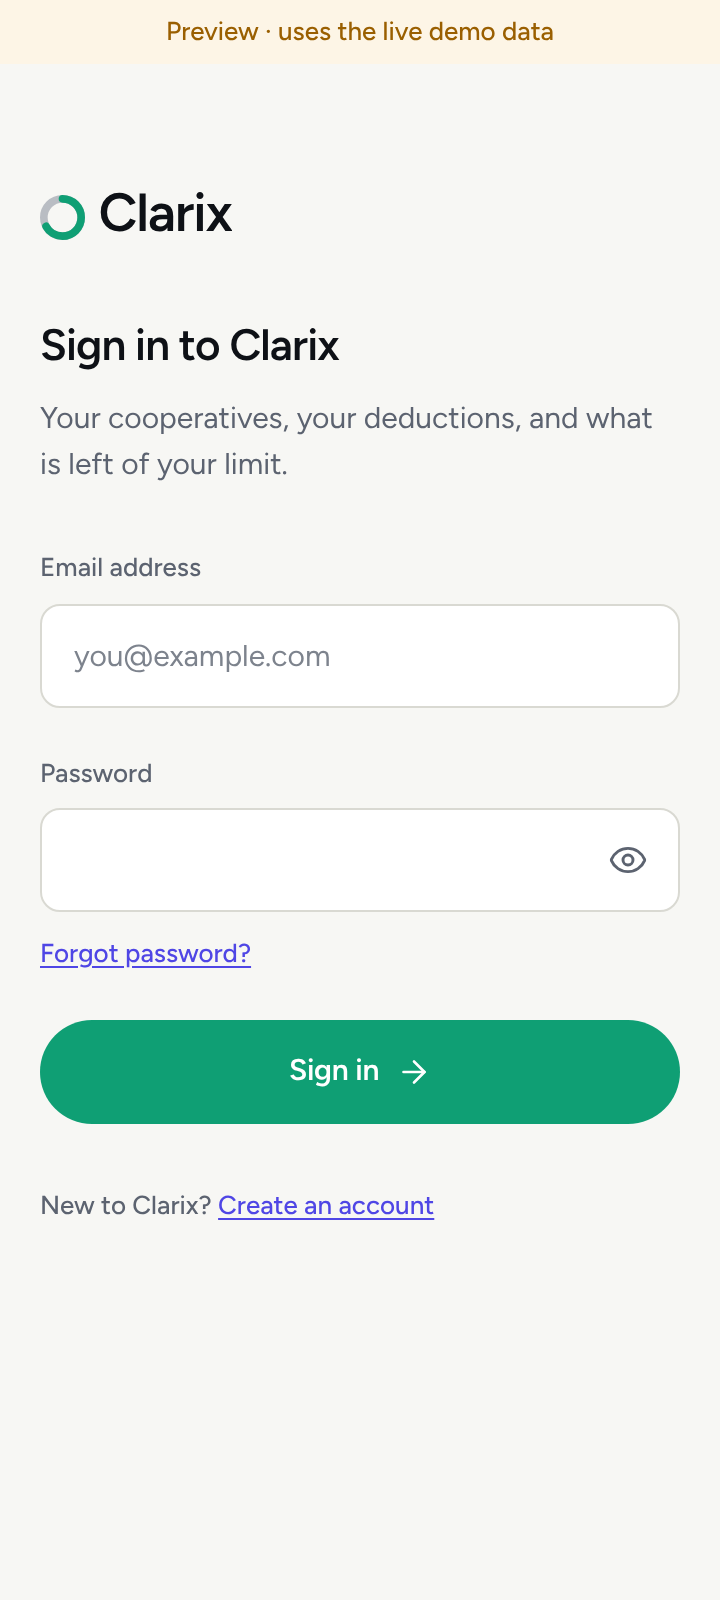 Preview · uses the live demo data
Clarix
Sign in to Clarix
Your cooperatives, your deductions, and what
is left of your limit.
Email address
you@example.com
Password
Forgot password?
Sign in →
New to Clarix? Create an account